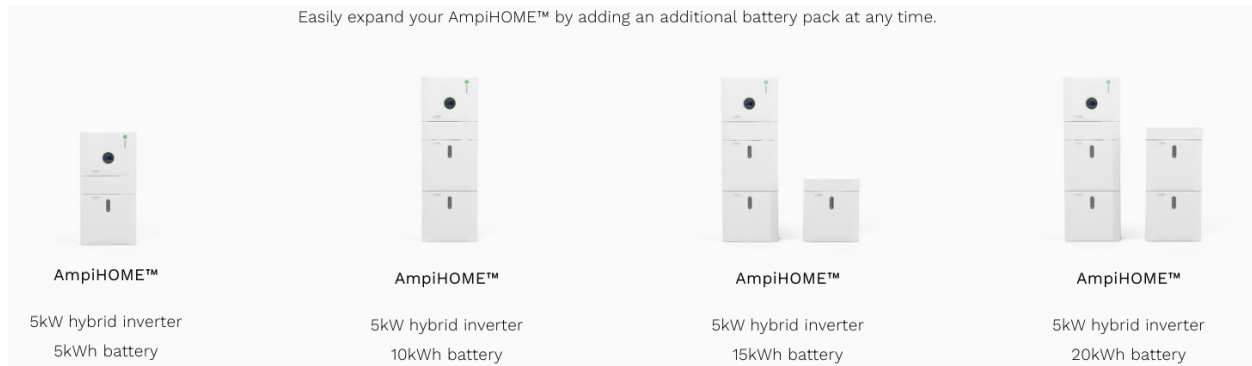 Easily expand your AmpiHOME™ by adding an additional battery pack at any time.
AmpiHOME™
5kW hybrid inverter
5kWh battery
AmpiHOME™
5kW hybrid inverter
10kWh battery
AmpiHOME™
5kW hybrid inverter
15kWh battery
AmpiHOME™
5kW hybrid inverter
20kWh battery